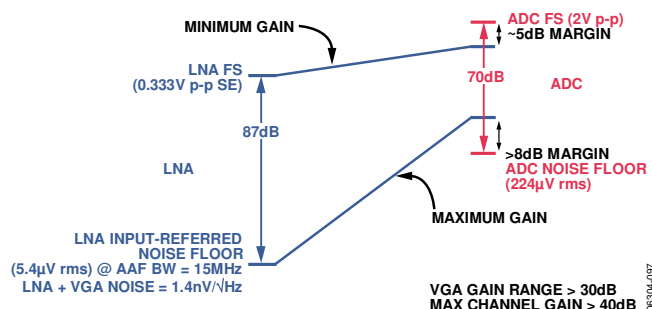 MINIMUM GAIN
ADC FS (2V p-p)
~5dB MARGIN
LNA FS
(0.333V p-p SE)
70dB
ADC
87dB
LNA
>8dB MARGIN
ADC NOISE FLOOR
(224µV rms)
MAXIMUM GAIN
LNA INPUT-REFERRED
NOISE FLOOR
(5.4µV rms) @ AAF BW = 15MHz
LNA + VGA NOISE = 1.4nV/√Hz
VGA GAIN RANGE > 30dB
MAX CHANNEL GAIN > 40dB
06304-097